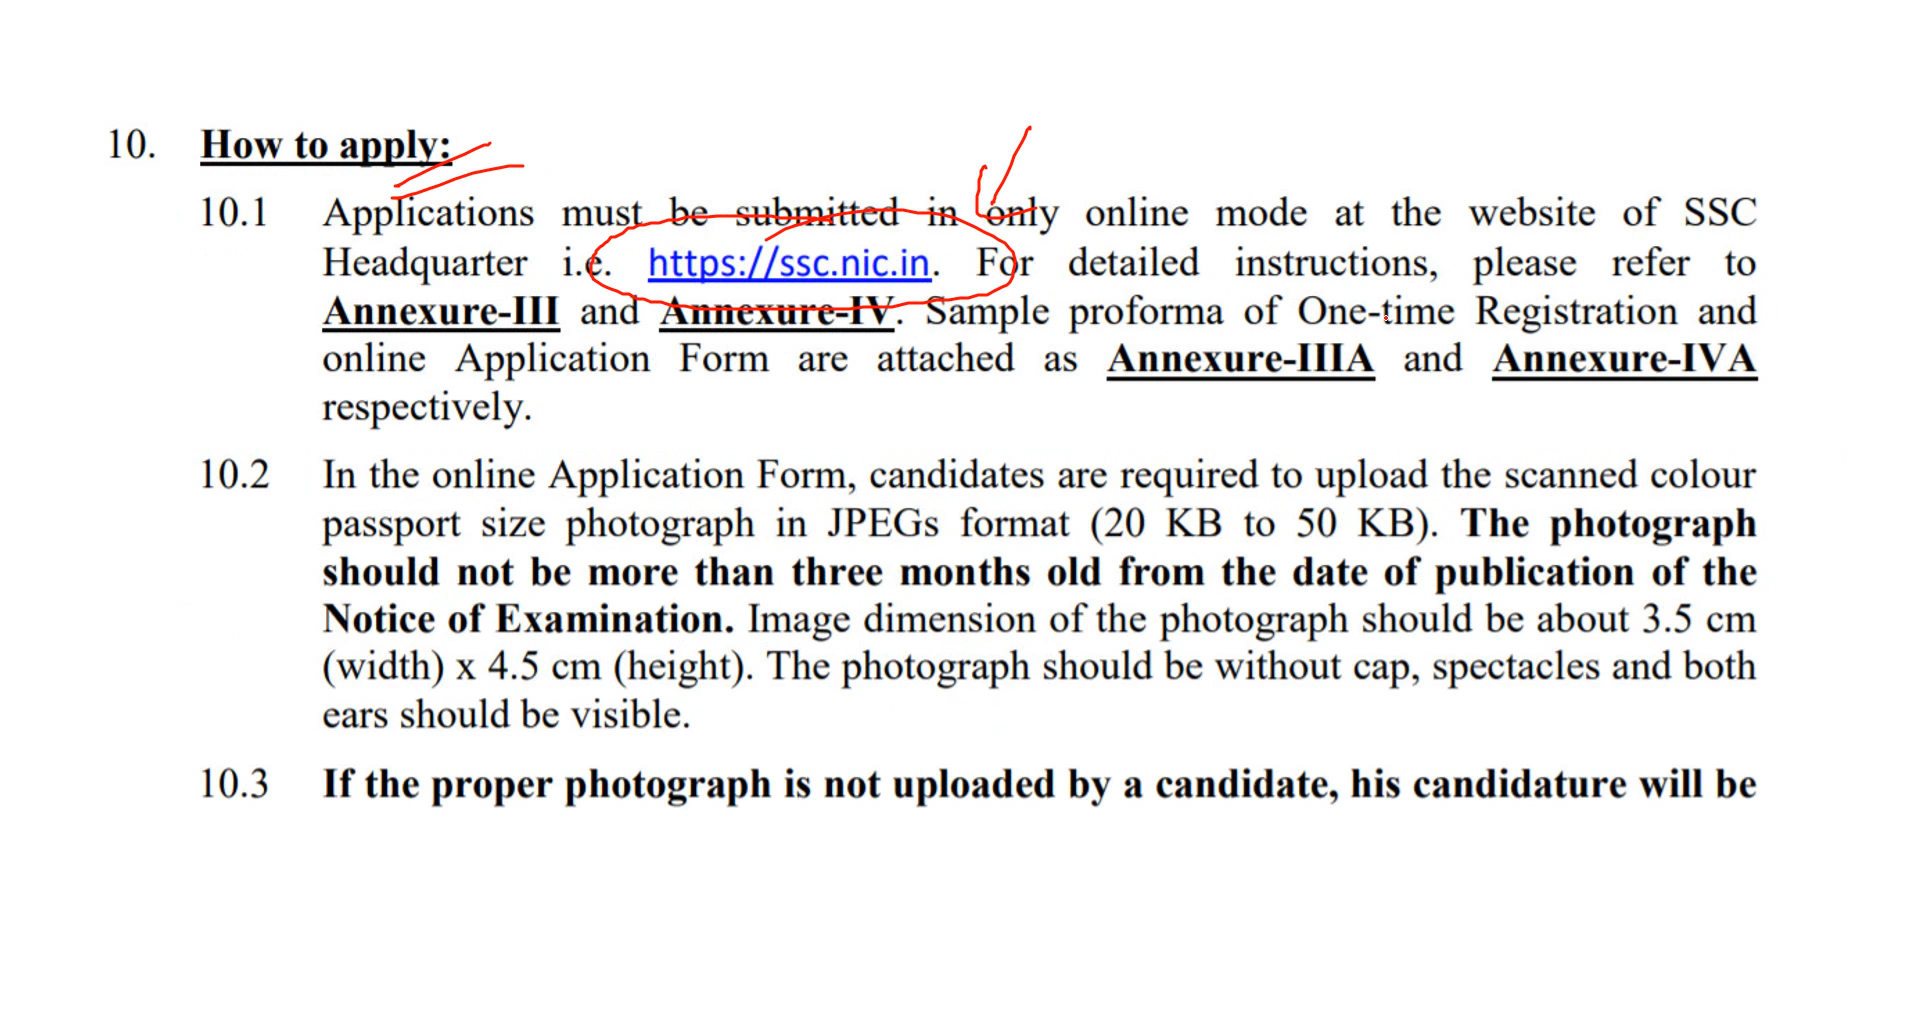 10. How to apply:
10.1 Applications must be submitted in only online mode at the website of SSC
Headquarter i.e. https://ssc.nic.in. For detailed instructions, please refer to
Annexure-III and Annexure-IV. Sample proforma of One-time Registration and
online Application Form are attached as Annexure-IIIA and Annexure-IVA
respectively.
10.2 In the online Application Form, candidates are required to upload the scanned colour
passport size photograph in JPEGs format (20 KB to 50 KB). The photograph
should not be more than three months old from the date of publication of the
Notice of Examination. Image dimension of the photograph should be about 3.5 cm
(width) x 4.5 cm (height). The photograph should be without cap, spectacles and both
ears should be visible.
10.3 If the proper photograph is not uploaded by a candidate, his candidature will be